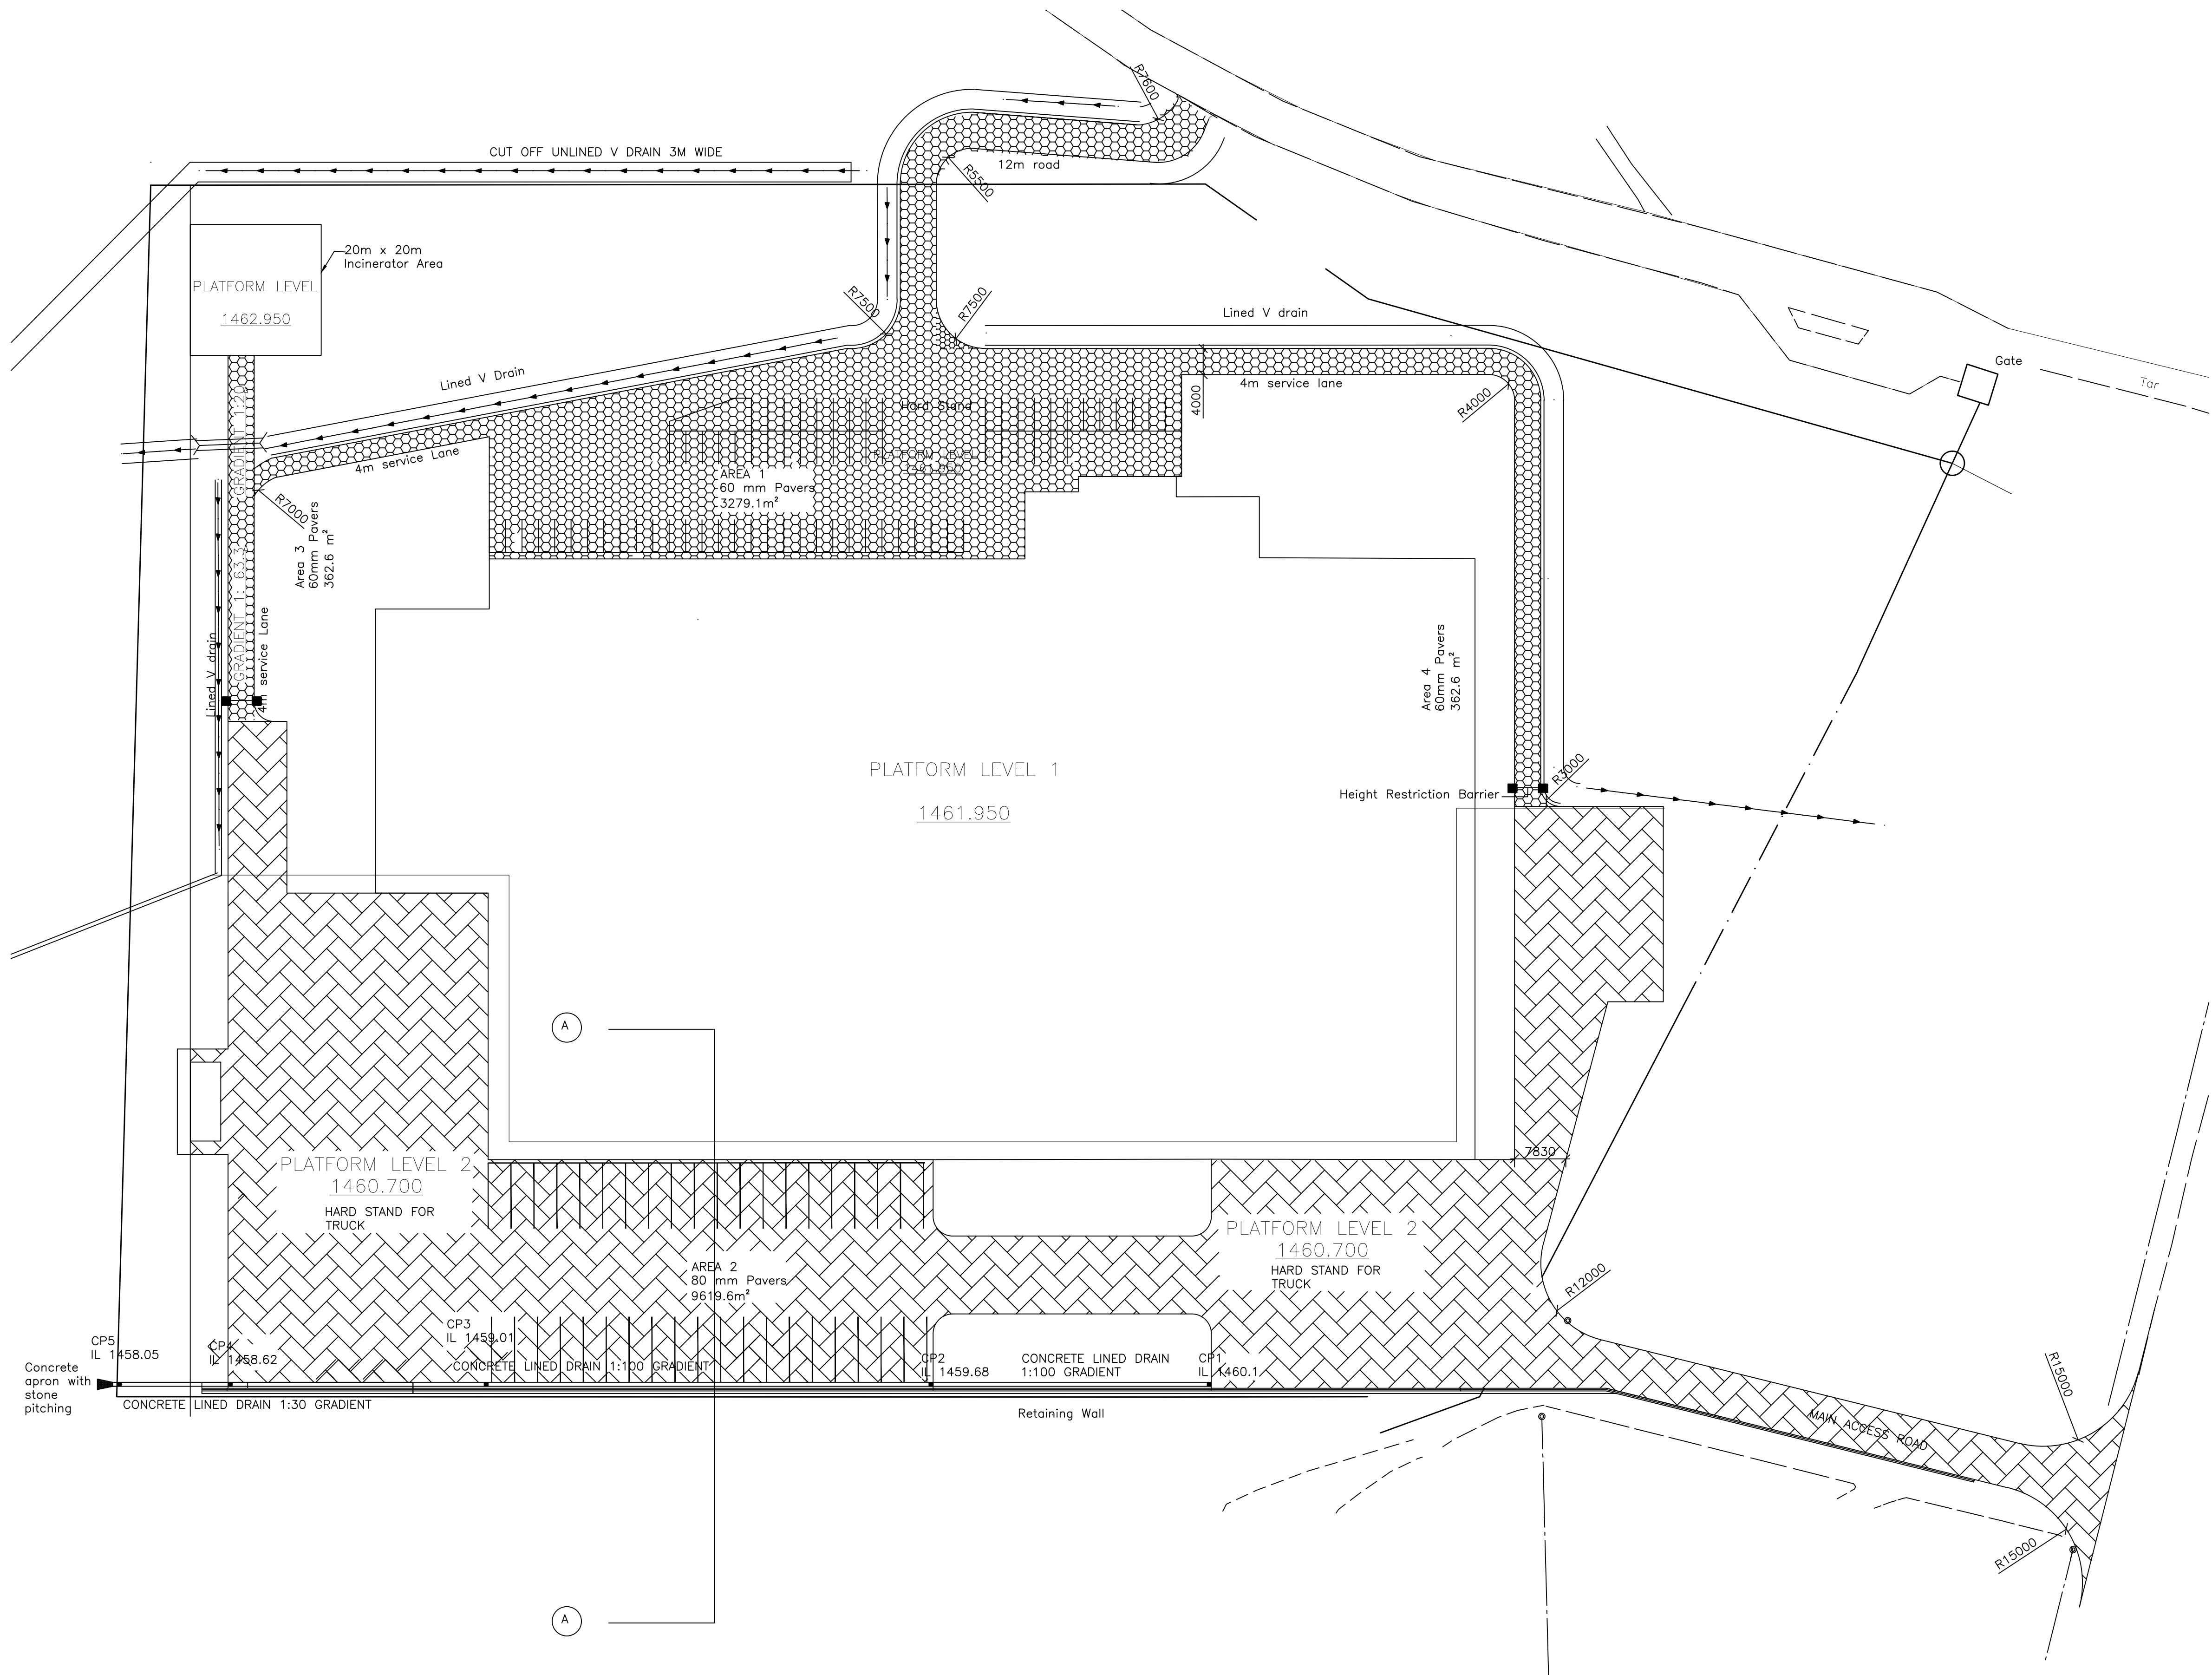 R7600
CUT OFF UNLINED V DRAIN 3M WIDE
12m road
R5500
20m x 20m
Incinerator Area
PLATFORM LEVEL
1462.950
R7500
R7500
Lined V drain
Gate
Tar
Lined V Drain
4m service lane
4000
R4000
Hard Stand
GRADIENT 1:20
4m service Lane
PLATFORM LEVEL 1
1461.950
AREA 1
60 mm Pavers
3279.1m²
R7000
Area 3
60mm Pavers
362.6 m²
GRADIENT 1: 63.3
4m service Lane
Lined V drain
Area 4
60mm Pavers
362.6 m²
PLATFORM LEVEL 1
1461.950
R3000
Height Restriction Barrier
A
7830
PLATFORM LEVEL 2
1460.700
HARD STAND FOR
TRUCK
PLATFORM LEVEL 2
1460.700
HARD STAND FOR
TRUCK
AREA 2
80 mm Pavers
9619.6m²
R12000
CP3
IL 1459.01
CP5
IL 1458.05
CP4
IL 1458.62
CONCRETE LINED DRAIN 1:100 GRADIENT
CP2
IL 1459.68
CONCRETE LINED DRAIN
1:100 GRADIENT
CP1
IL 1460.1
Concrete
apron with
stone
pitching
CONCRETE LINED DRAIN 1:30 GRADIENT
Retaining Wall
R15000
MAIN ACCESS ROAD
R15000
A